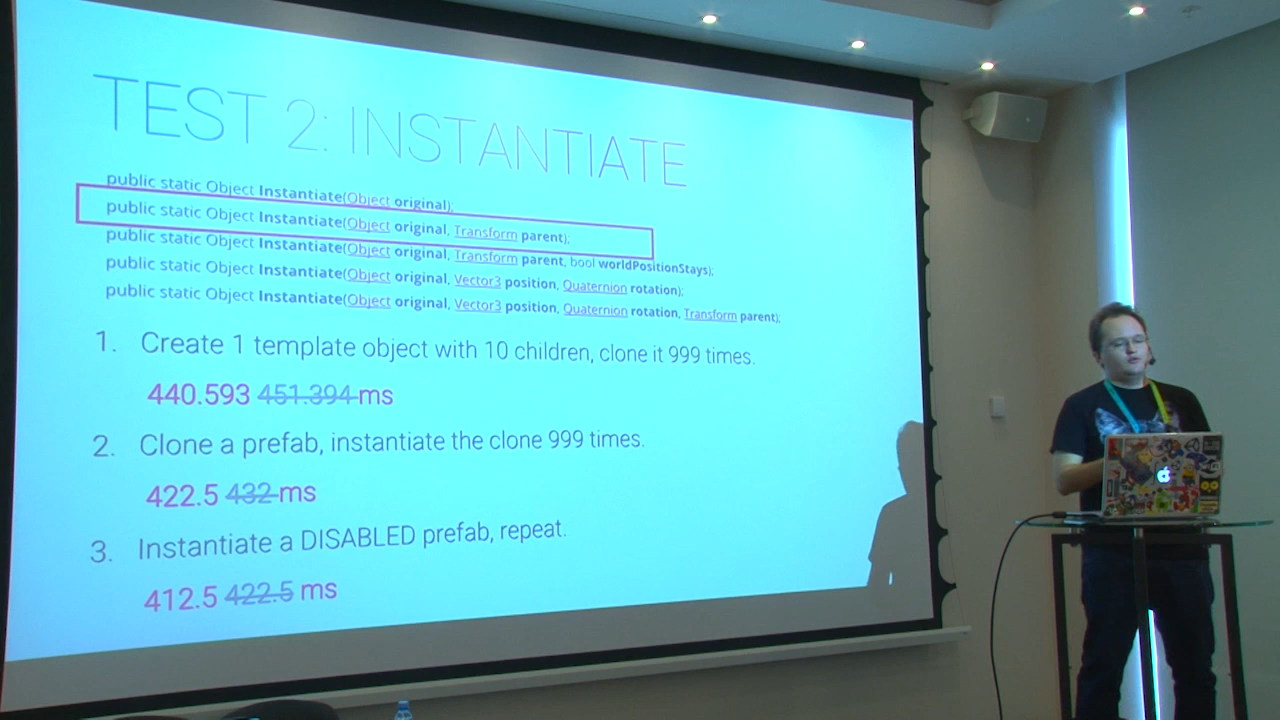 TEST 2: INSTANTIATE
public static Object Instantiate(Object original);
public static Object Instantiate(Object original, Transform parent);
public static Object Instantiate(Object original, Transform parent, bool worldPositionStays);
public static Object Instantiate(Object original, Vector3 position, Quaternion rotation);
public static Object Instantiate(Object original, Vector3 position, Quaternion rotation, Transform parent);
1. Create 1 template object with 10 children, clone it 999 times.
440.593 451.394 ms
2. Clone a prefab, instantiate the clone 999 times.
422.5 432 ms
3. Instantiate a DISABLED prefab, repeat.
412.5 422.5 ms